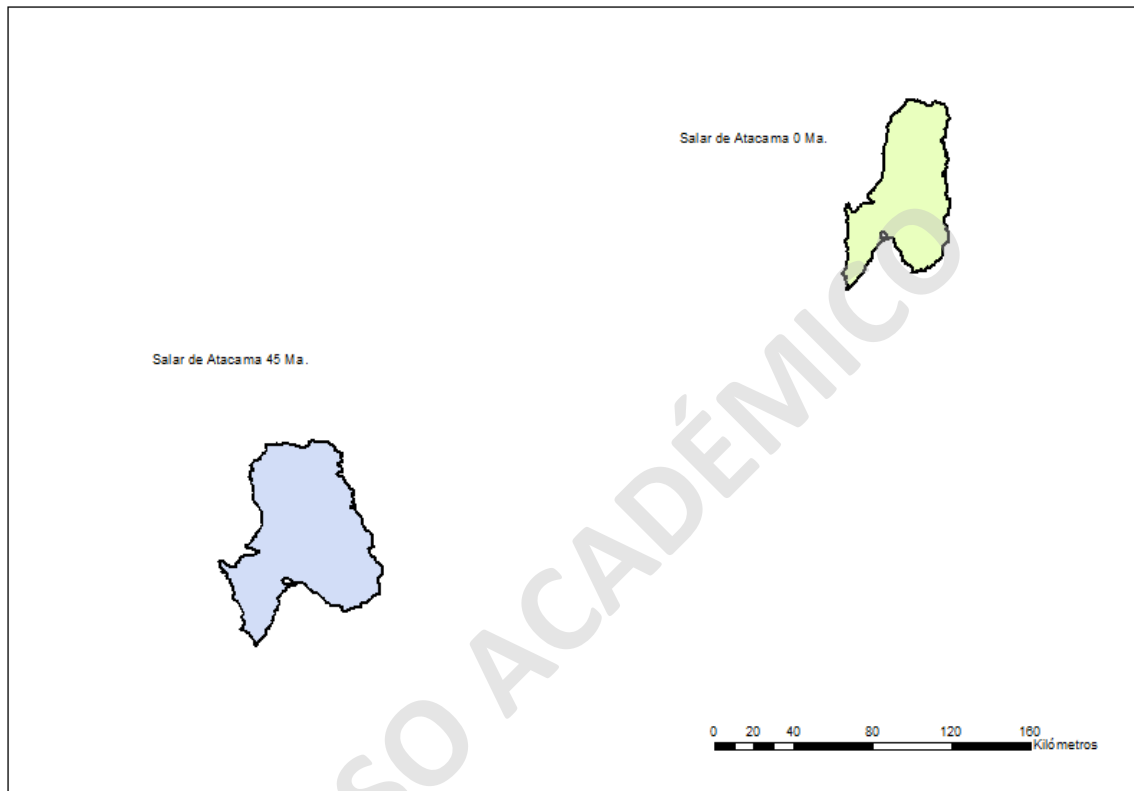 Salar de Atacama 0 Ma.
Salar de Atacama 45 Ma.
SO ACADÉMICO
0 20 40 80 120 160
Kilómetros